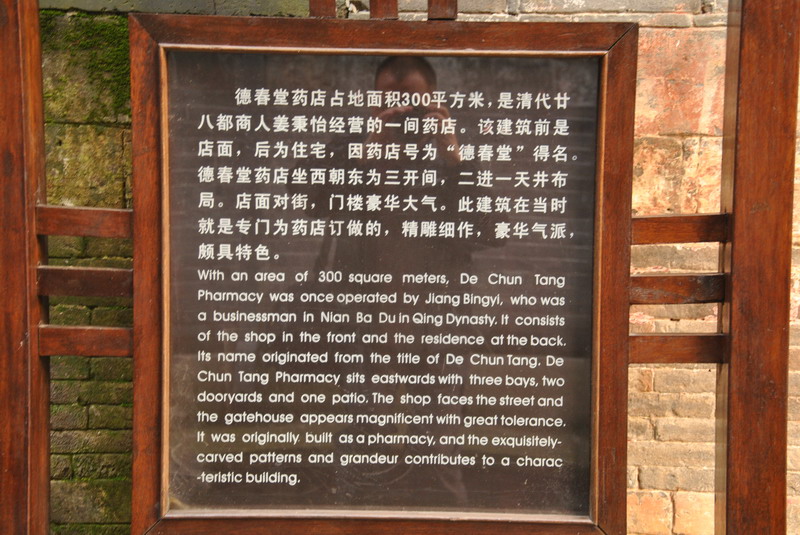 德春堂药店占地面积300平方米，是清代廿
八都商人姜秉怡经营的一间药店。该建筑前是
店面，后为住宅，因药店号为“德春堂”得名。
德春堂药店坐西朝东为三开间，二进一天井布
局。店面对街，门楼豪华大气。此建筑在当时
就是专门为药店订做的，精雕细作，豪华气派，
颇具特色。
With an area of 300 square meters, De Chun Tang
Pharmacy was once operated by Jiang Bingyi, who was
a businessman in Nian Ba Du in Qing Dynasty. It consists
of the shop in the front and the residence at the back.
Its name originated from the title of De Chun Tang. De
Chun Tang Pharmacy sits eastwards with three bays, two
dooryards and one patio. The shop faces the street and
the gatehouse appears magnificent with great tolerance.
It was originally built as a pharmacy, and the exquisitely-
carved patterns and grandeur contributes to a charac
-teristic building.